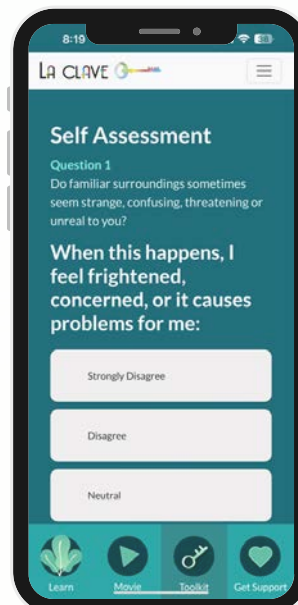 8:19
38
LA CLAVE
Self Assessment
Question 1
Do familiar surroundings sometimes
seem strange, confusing, threatening or
unreal to you?
When this happens, I
feel frightened,
concerned, or it causes
problems for me:
Strongly Disagree
Disagree
Neutral
Learn Movie Toolkit Get Support